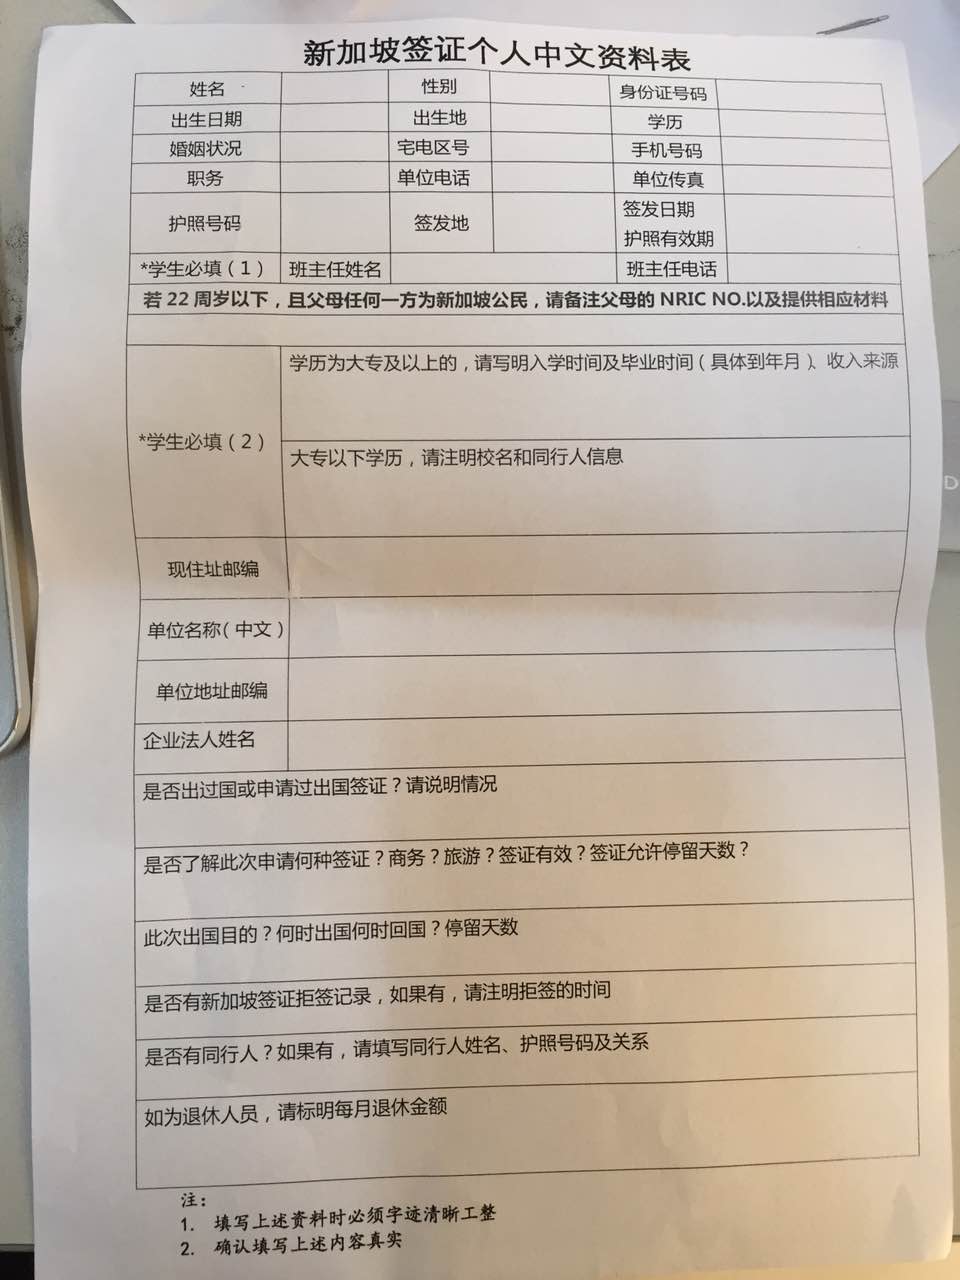 新加坡签证个人中文资料表
姓名 性别 身份证号码
出生日期 出生地 学历
婚姻状况 宅电区号 手机号码
职务 单位电话 单位传真
护照号码 签发地 签发日期
护照有效期
*学生必填（1） 班主任姓名 班主任电话
若 22 周岁以下，且父母任何一方为新加坡公民，请备注父母的 NRIC NO.以及提供相应材料
*学生必填（2） 学历为大专及以上的，请写明入学时间及毕业时间（具体到年月）、收入来源
大专以下学历，请注明校名和同行人信息
现住址邮编
单位名称（中文）
单位地址邮编
企业法人姓名
是否出过国或申请过出国签证？请说明情况
是否了解此次申请何种签证？商务？旅游？签证有效？签证允许停留天数？
此次出国目的？何时出国何时回国？停留天数
是否有新加坡签证拒签记录，如果有，请注明拒签的时间
是否有同行人？如果有，请填写同行人姓名、护照号码及关系
如为退休人员，请标明每月退休金额
注：
1. 填写上述资料时必须字迹清晰工整
2. 确认填写上述内容真实
D